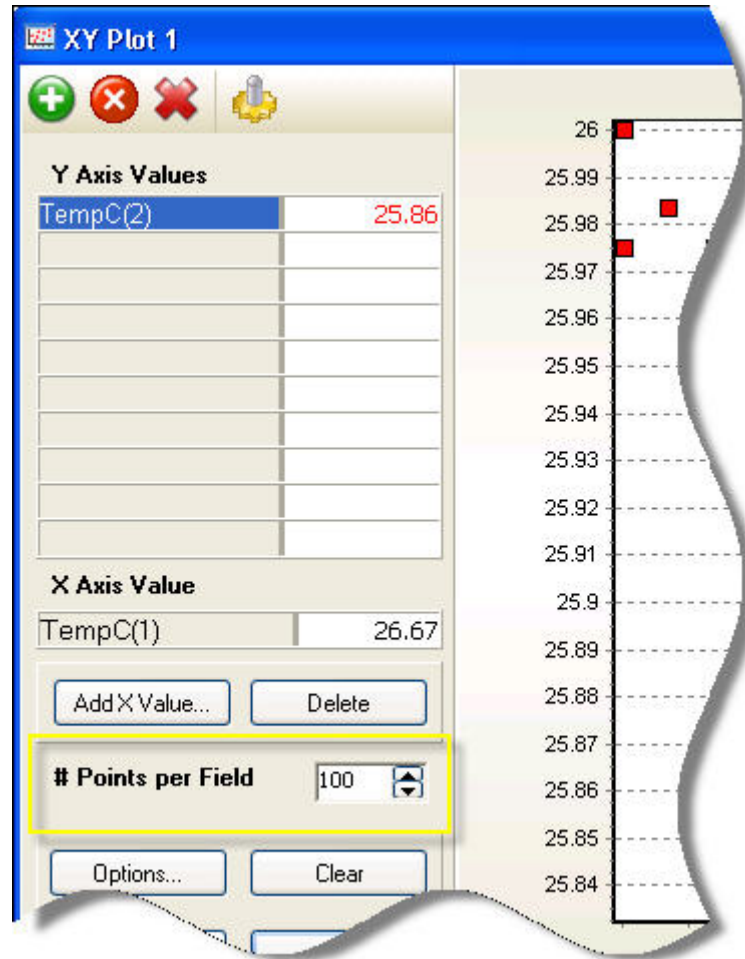 XY Plot 1
Y Axis Values
TempC(2) 25.86
X Axis Value
TempC(1) 26.67
Add X Value... Delete
# Points per Field 100
Options... Clear
26
25.99
25.98
25.97
25.96
25.95
25.94
25.93
25.92
25.91
25.9
25.89
25.88
25.87
25.86
25.85
25.84